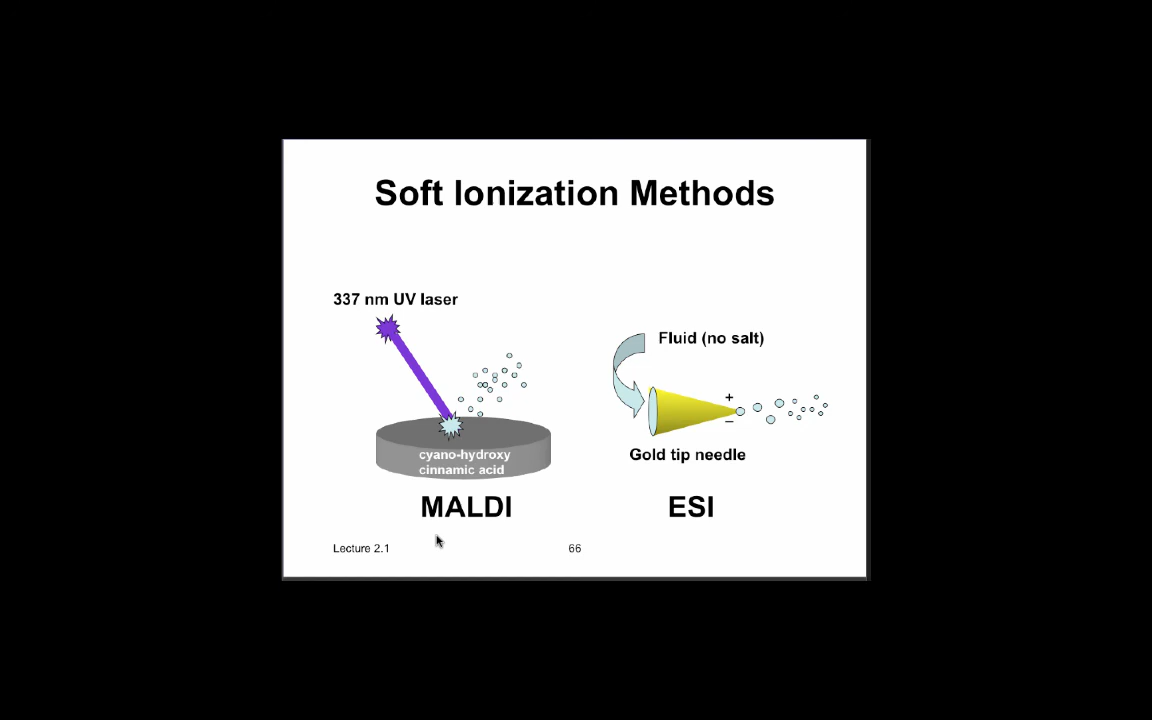 Soft Ionization Methods
337 nm UV laser
Fluid (no salt)
+
–
cyano-hydroxy
cinnamic acid
Gold tip needle
MALDI
ESI
Lecture 2.1
66